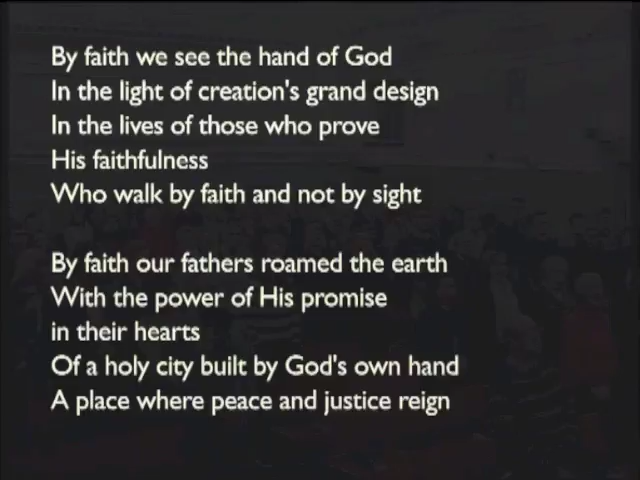 By faith we see the hand of God
In the light of creation's grand design
In the lives of those who prove
His faithfulness
Who walk by faith and not by sight
By faith our fathers roamed the earth
With the power of His promise
in their hearts
Of a holy city built by God's own hand
A place where peace and justice reign